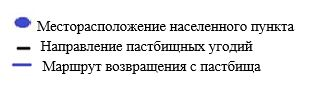 Месторасположение населенного пункта
Направление пастбищных угодий
Маршрут возвращения с пастбища